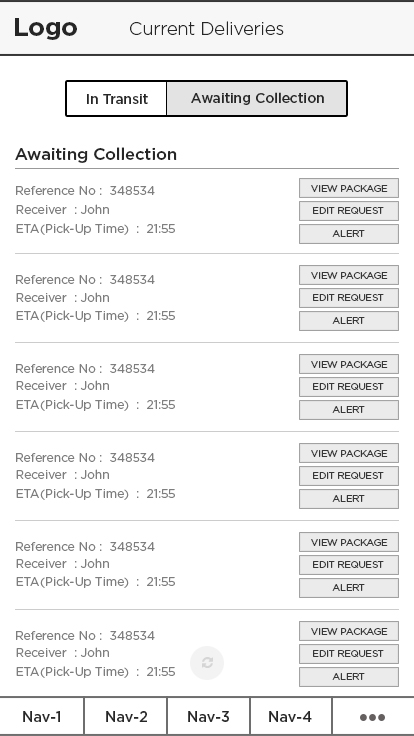 Logo
Current Deliveries
In Transit
Awaiting Collection
Awaiting Collection
Reference No :  348534
VIEW PACKAGE
Receiver  : John
EDIT REQUEST
ETA(Pick-Up Time)  :  21:55
ALERT
Reference No :  348534
VIEW PACKAGE
Receiver  : John
EDIT REQUEST
ETA(Pick-Up Time)  :  21:55
ALERT
Reference No :  348534
VIEW PACKAGE
Receiver  : John
EDIT REQUEST
ETA(Pick-Up Time)  :  21:55
ALERT
Reference No :  348534
VIEW PACKAGE
Receiver  : John
EDIT REQUEST
ETA(Pick-Up Time)  :  21:55
ALERT
Reference No :  348534
VIEW PACKAGE
Receiver  : John
EDIT REQUEST
ETA(Pick-Up Time)  :  21:55
ALERT
Reference No :  348534
VIEW PACKAGE
Receiver  : John
EDIT REQUEST
ETA(Pick-Up Time)  :  21:55
ALERT
Nav-1
Nav-2
Nav-3
Nav-4